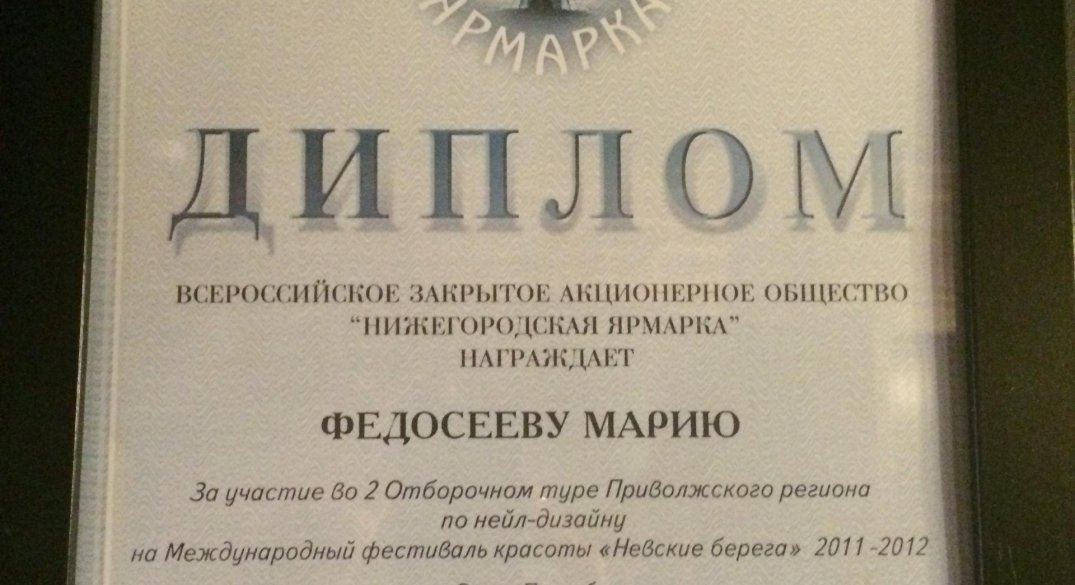 ЯРМАРКА
ДИПЛОМ
ВСЕРОССИЙСКОЕ ЗАКРЫТОЕ АКЦИОНЕРНОЕ ОБЩЕСТВО
“НИЖЕГОРОДСКАЯ ЯРМАРКА”
НАГРАЖДАЕТ
ФЕДОСЕЕВУ МАРИЮ
За участие во 2 Отборочном туре Приволжского региона
по нейл-дизайну
на Международный фестиваль красоты «Невские берега» 2011 -2012